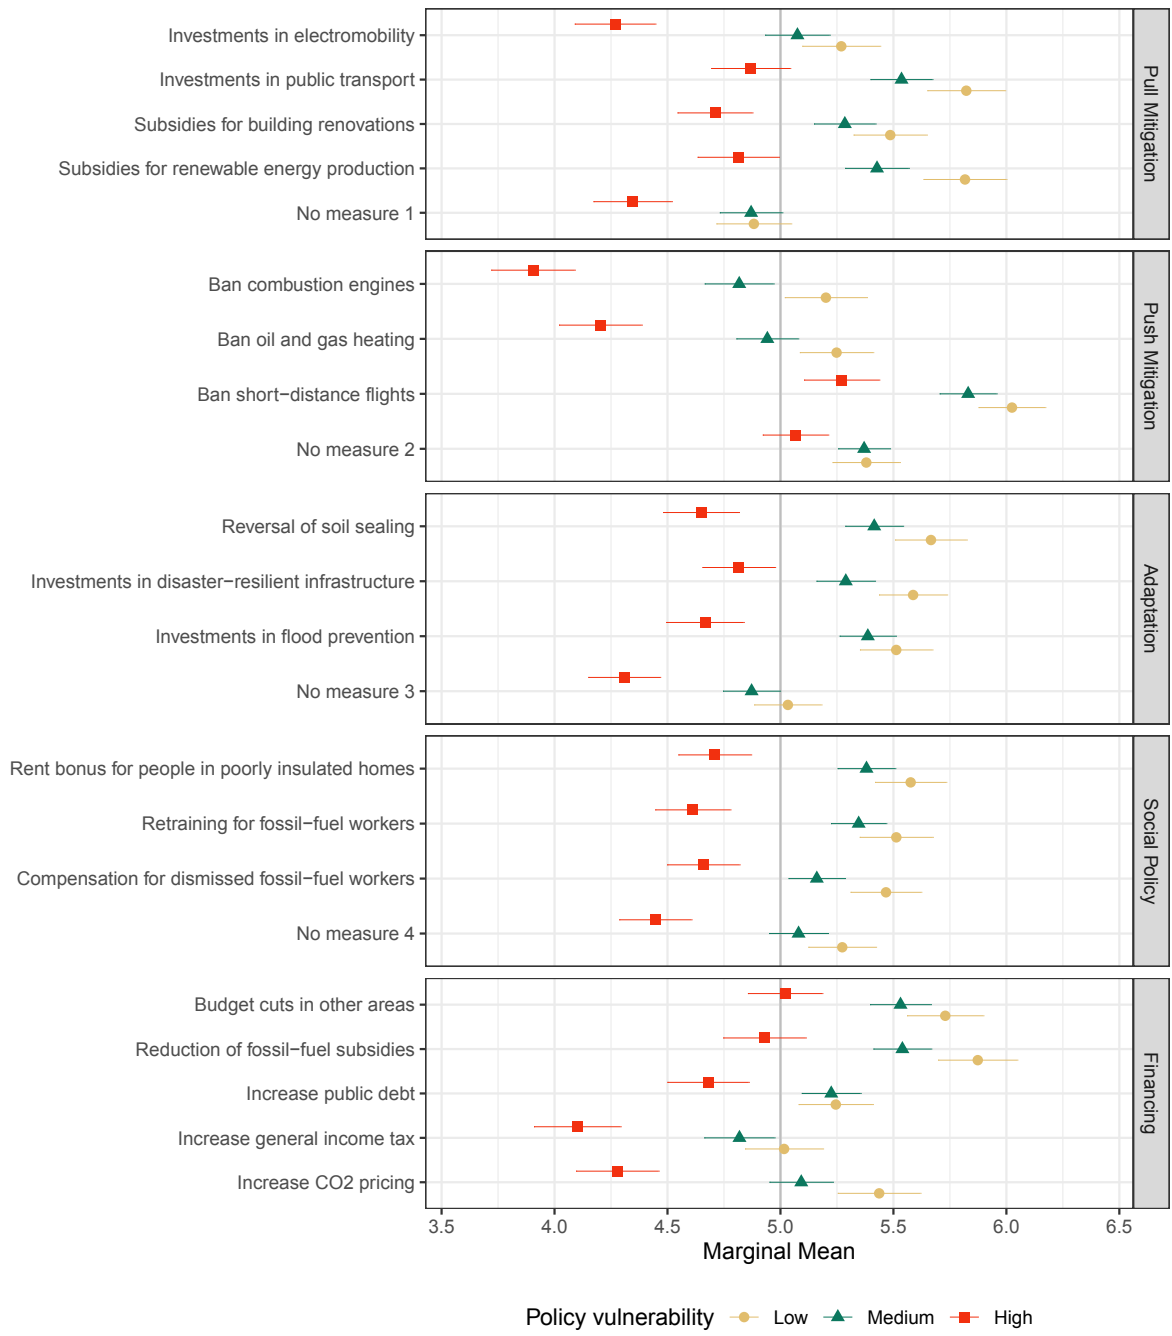 Investments in electromobility
Investments in public transport
Subsidies for building renovations
Subsidies for renewable energy production
No measure 1
Pull Mitigation
Ban combustion engines
Ban oil and gas heating
Ban short−distance flights
No measure 2
Push Mitigation
Reversal of soil sealing
Investments in disaster−resilient infrastructure
Investments in flood prevention
No measure 3
Adaptation
Rent bonus for people in poorly insulated homes
Retraining for fossil−fuel workers
Compensation for dismissed fossil−fuel workers
No measure 4
Social Policy
Budget cuts in other areas
Reduction of fossil−fuel subsidies
Increase public debt
Increase general income tax
Increase CO2 pricing
Financing
3.5 4.0 4.5 5.0 5.5 6.0 6.5
Marginal Mean
Policy vulnerability Low Medium High